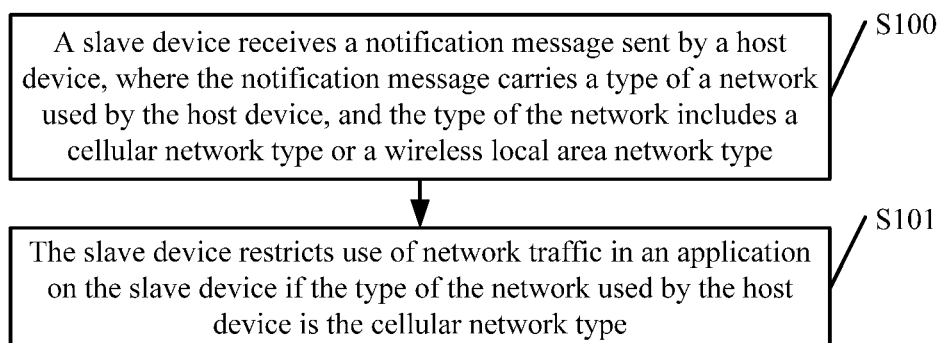 A slave device receives a notification message sent by a host
device, where the notification message carries a type of a network
used by the host device, and the type of the network includes a
cellular network type or a wireless local area network type
S100
The slave device restricts use of network traffic in an application
on the slave device if the type of the network used by the host
device is the cellular network type
S101